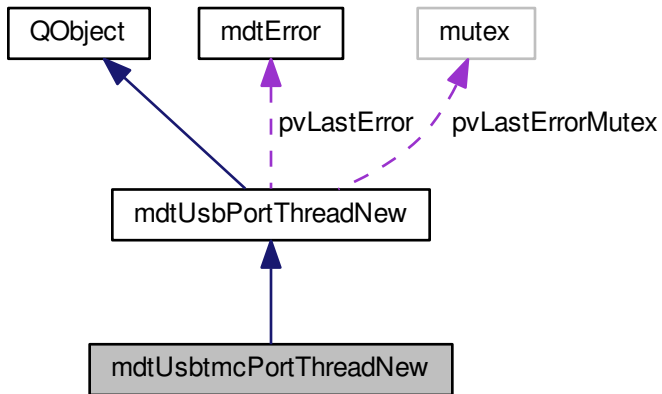 QObject
mdtError
mutex
pvLastError
pvLastErrorMutex
mdtUsbPortThreadNew
mdtUsbtmcPortThreadNew